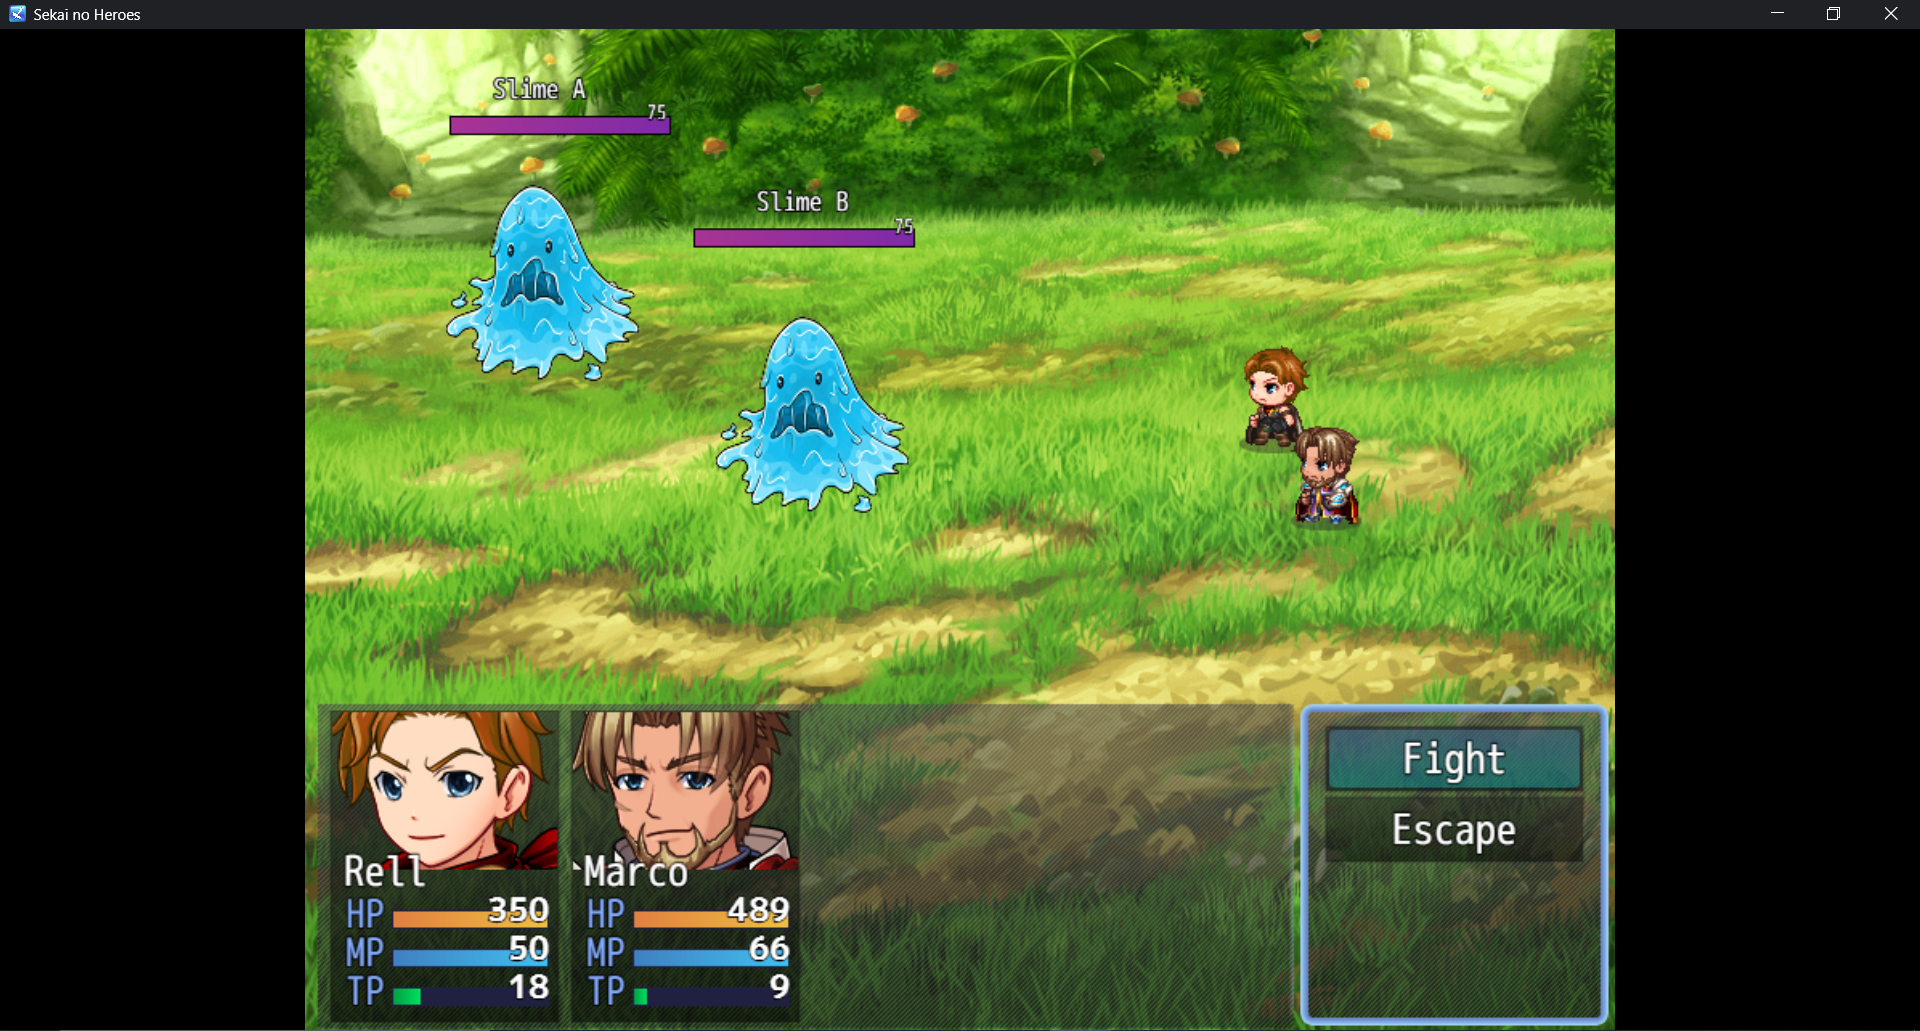 Sekai no Heroes
Slime A
75
Slime B
75
Rell
HP 350
MP 50
TP 18
Marco
HP 489
MP 66
TP 9
Fight
Escape